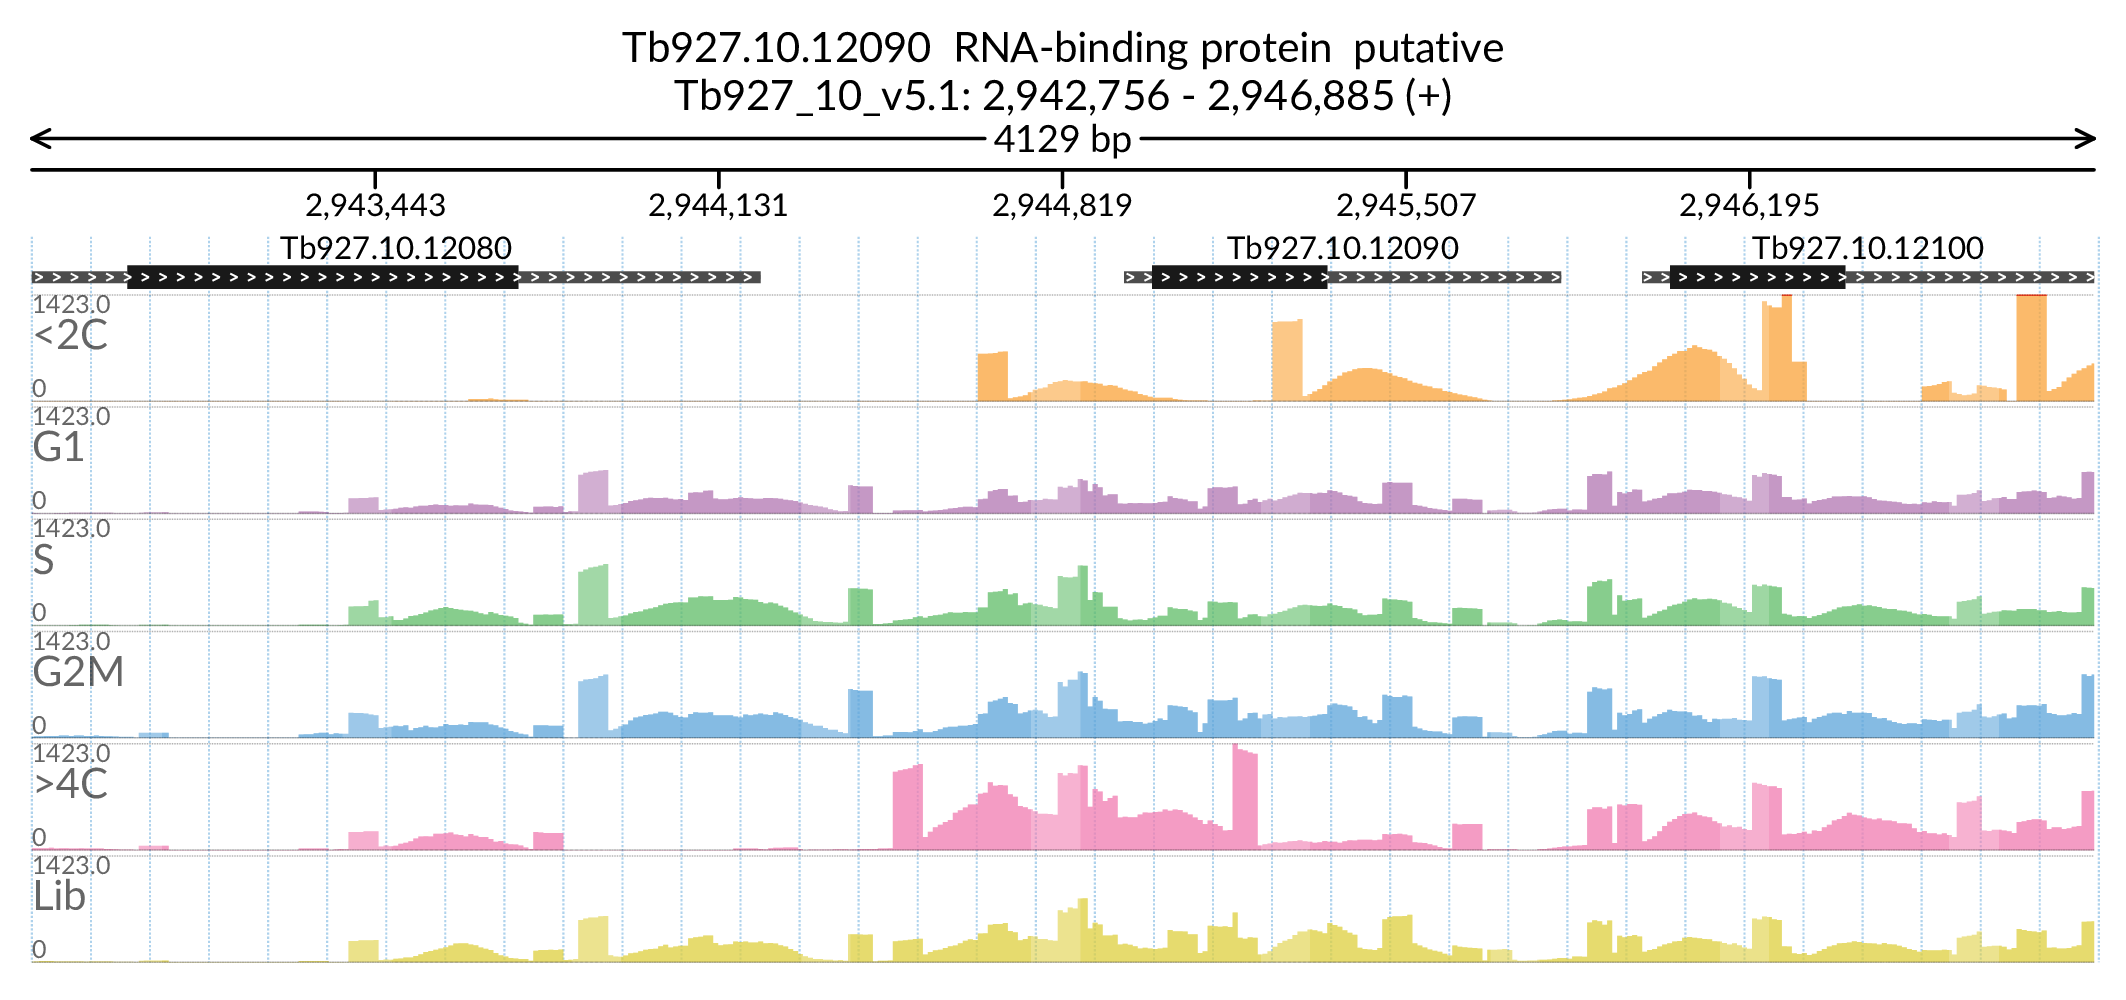 Tb927.10.12090  RNA-binding protein  putative
Tb927_10_v5.1: 2,942,756 - 2,946,885 (+)
4129 bp
2,943,443 2,944,131 2,944,819 2,945,507 2,946,195
Tb927.10.12080 Tb927.10.12090 Tb927.10.12100
1423.0
<2C
0
1423.0
G1
0
1423.0
S
0
1423.0
G2M
0
1423.0
>4C
0
1423.0
Lib
0